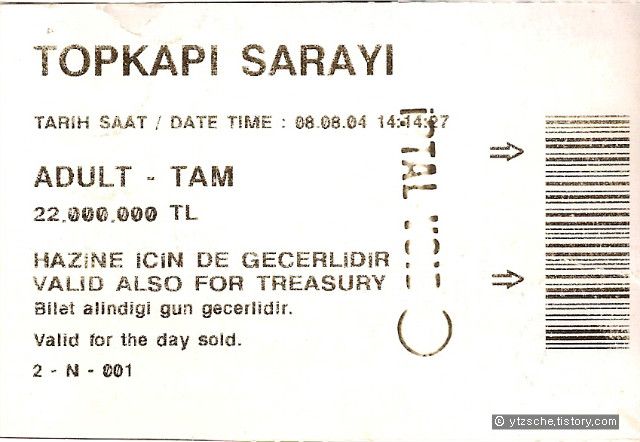 TOPKAPI SARAYI
TARIH SAAT / DATE TIME : 08.08.04 14:14:27
ADULT - TAM
22.000.000 TL
HAZINE ICIN DE GECERLIDIR
VALID ALSO FOR TREASURY
Bilet alindigi gun gecerlidir.
Valid for the day sold.
2 - N - 001
© ytzsche.tistory.com